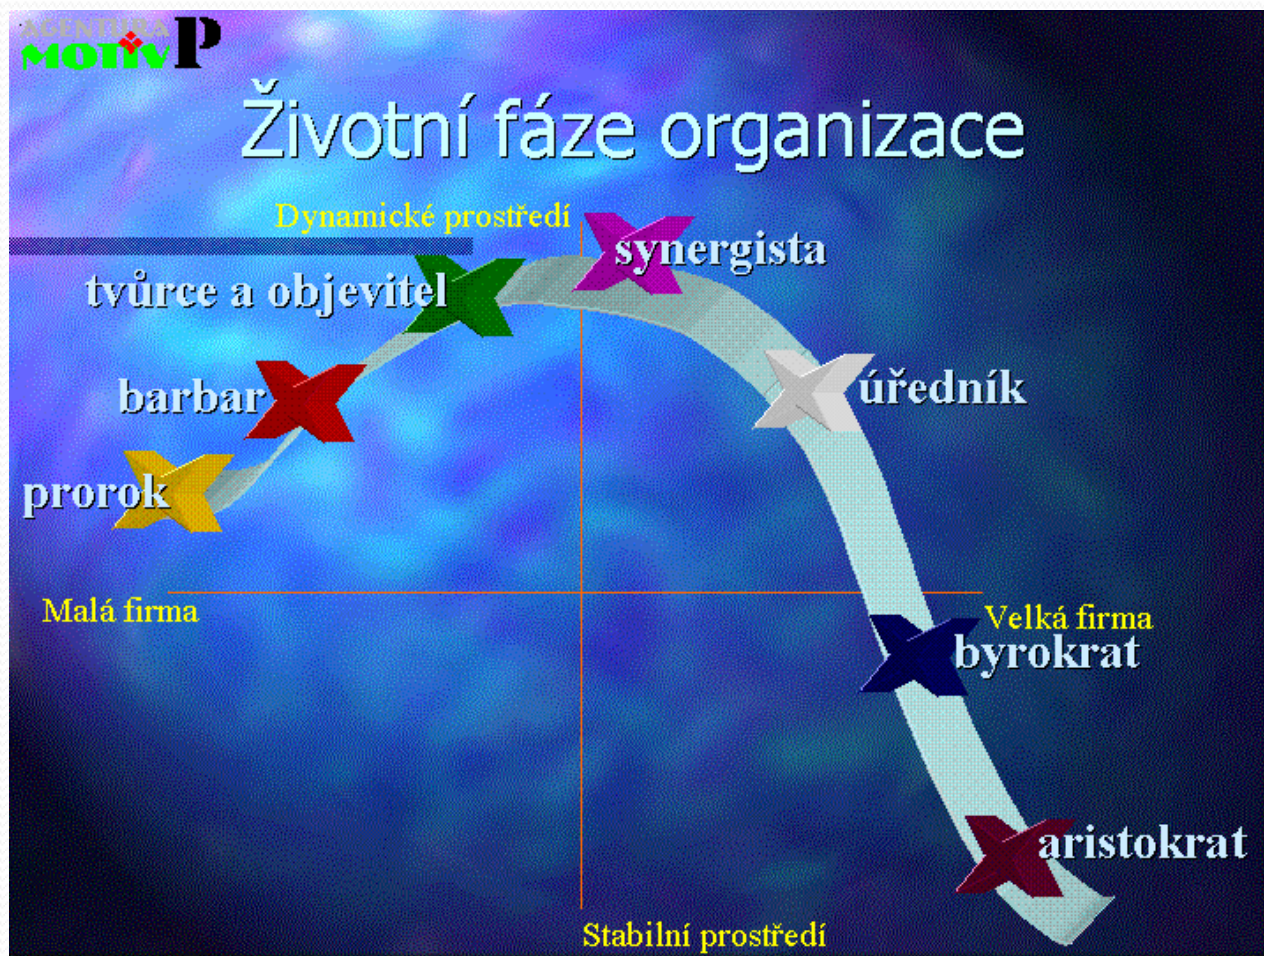 AGENTURA
MOTIV P
Životní fáze organizace
Dynamické prostředí
synergista
tvůrce a objevitel
barbar
úředník
prorok
Malá firma
Velká firma
byrokrat
aristokrat
Stabilní prostředí